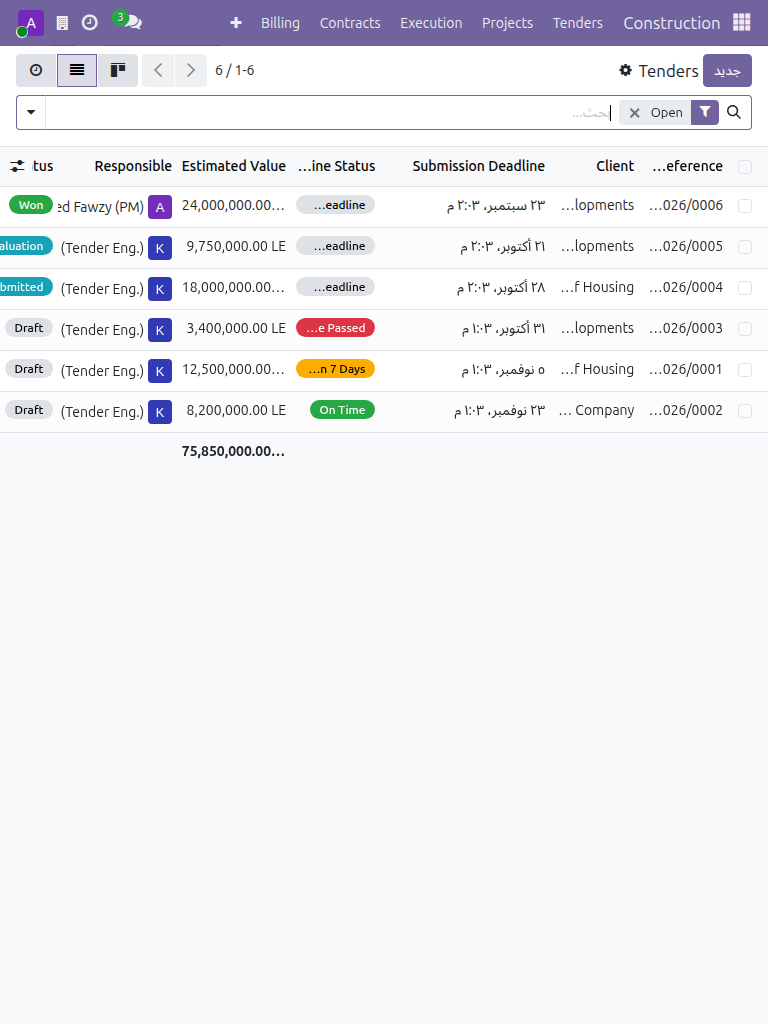 Construction Tenders Projects Execution Contracts Billing + 3 A
جديد Tenders 6 / 1-6
Open بحث...
...eference Client Submission Deadline ...ine Status Estimated Value Responsible tus
...026/0006 ...lopments ٢٣ سبتمبر، ٢:٠٣ م ...eadline 24,000,000.00... A ed Fawzy (PM) Won
...026/0005 ...lopments ٢١ أكتوبر، ٢:٠٣ م ...eadline 9,750,000.00 LE K (Tender Eng.) aluation
...026/0004 ...f Housing ٢٨ أكتوبر، ٢:٠٣ م ...eadline 18,000,000.00... K (Tender Eng.) bmitted
...026/0003 ...lopments ٣١ أكتوبر، ١:٠٣ م ...e Passed 3,400,000.00 LE K (Tender Eng.) Draft
...026/0001 ...f Housing ٥ نوفمبر، ١:٠٣ م ...n 7 Days 12,500,000.00... K (Tender Eng.) Draft
...026/0002 ... Company ٢٣ نوفمبر، ١:٠٣ م On Time 8,200,000.00 LE K (Tender Eng.) Draft
75,850,000.00...